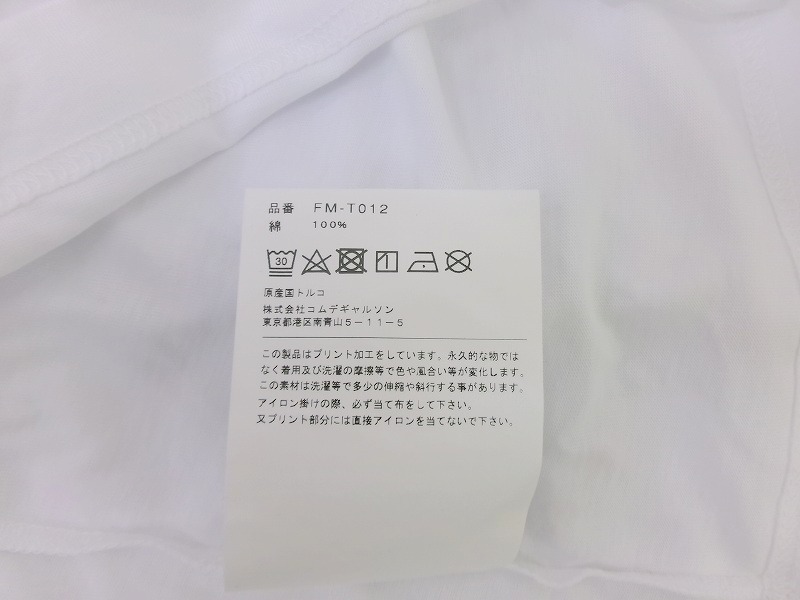 品番 FM-T012
綿 100%
30
原産国トルコ
株式会社コムデギャルソン
東京都港区南青山5-11-5
この製品はプリント加工をしています。永久的な物では
なく着用及び洗濯の摩擦等で色や風合い等が変化します。
この素材は洗濯等で多少の伸縮や斜行する事があります。
アイロン掛けの際、必ず当て布をして下さい。
又プリント部分には直接アイロンを当てないで下さい。